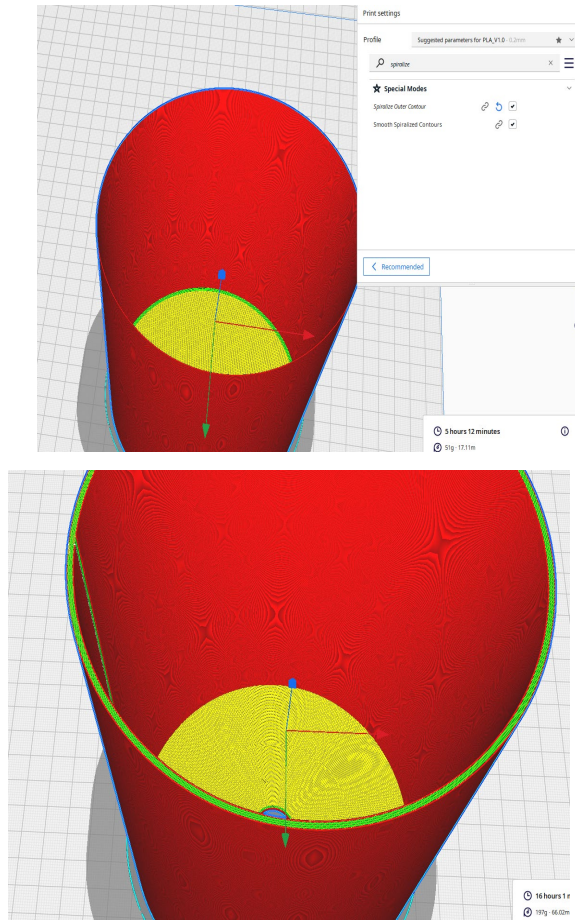 Print settings
Profile Suggested parameters for PLA_V1.0 - 0.2mm
spiralize
Special Modes
Spiralize Outer Contour
Smooth Spiralized Contours
Recommended
5 hours 12 minutes
51g · 17.11m
16 hours 1
197g · 66.02m